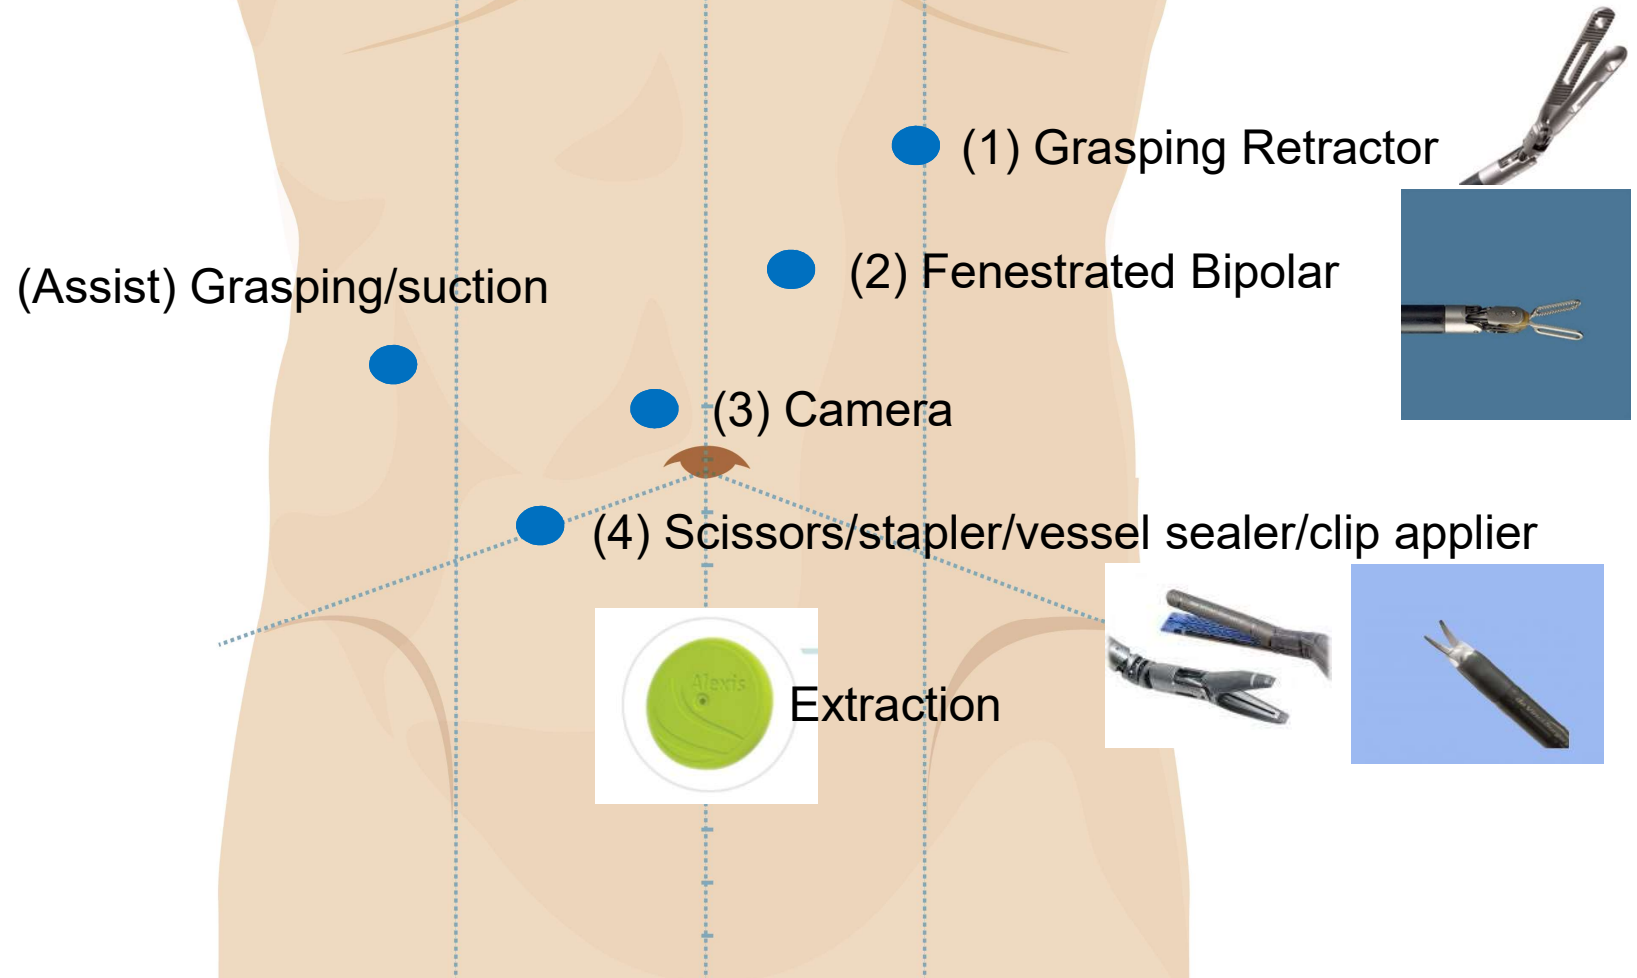 (1) Grasping Retractor
(2) Fenestrated Bipolar
(Assist) Grasping/suction
(3) Camera
(4) Scissors/stapler/vessel sealer/clip applier
Alexis
Extraction